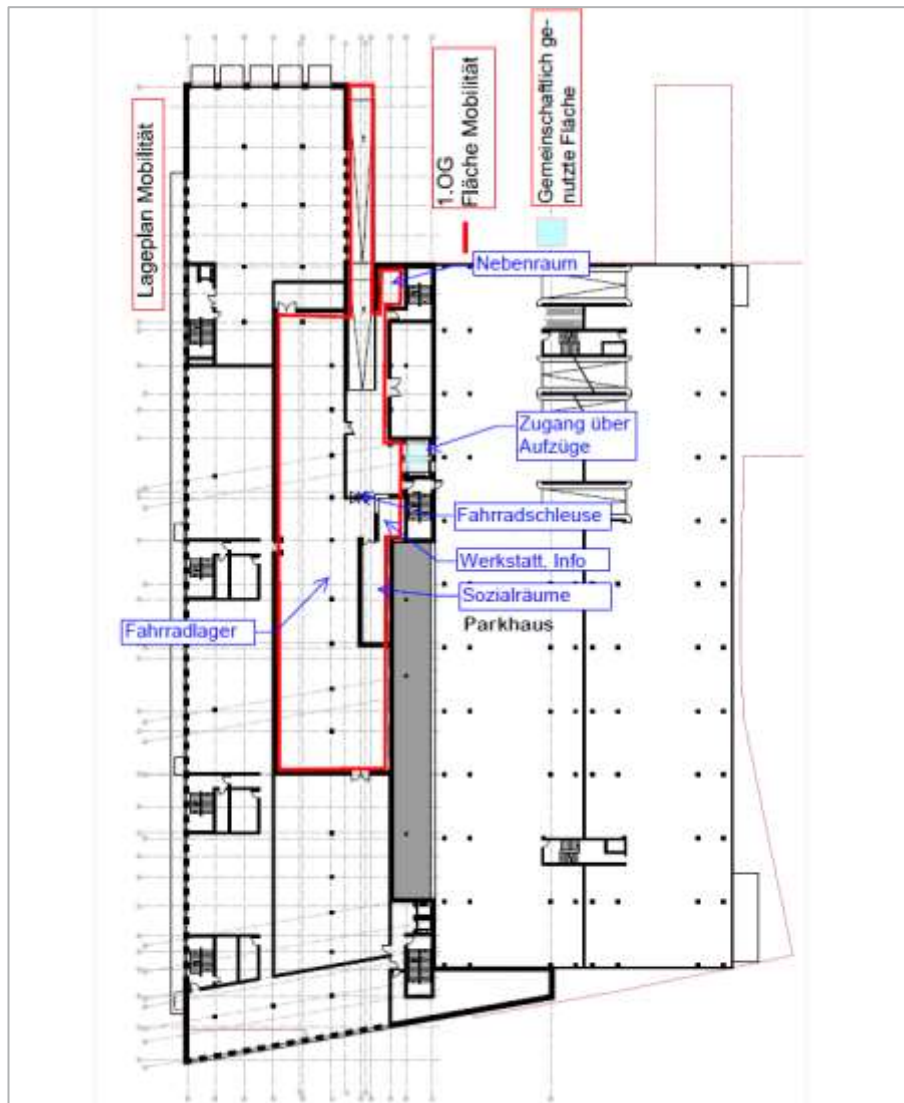 Lageplan Mobilität
1.OG
Fläche Mobilität
Gemeinschaftlich ge-
nutzte Fläche
Nebenraum
Zugang über
Aufzüge
Fahrradschleuse
Werkstatt, Info
Sozialräume
Fahrradlager
Parkhaus